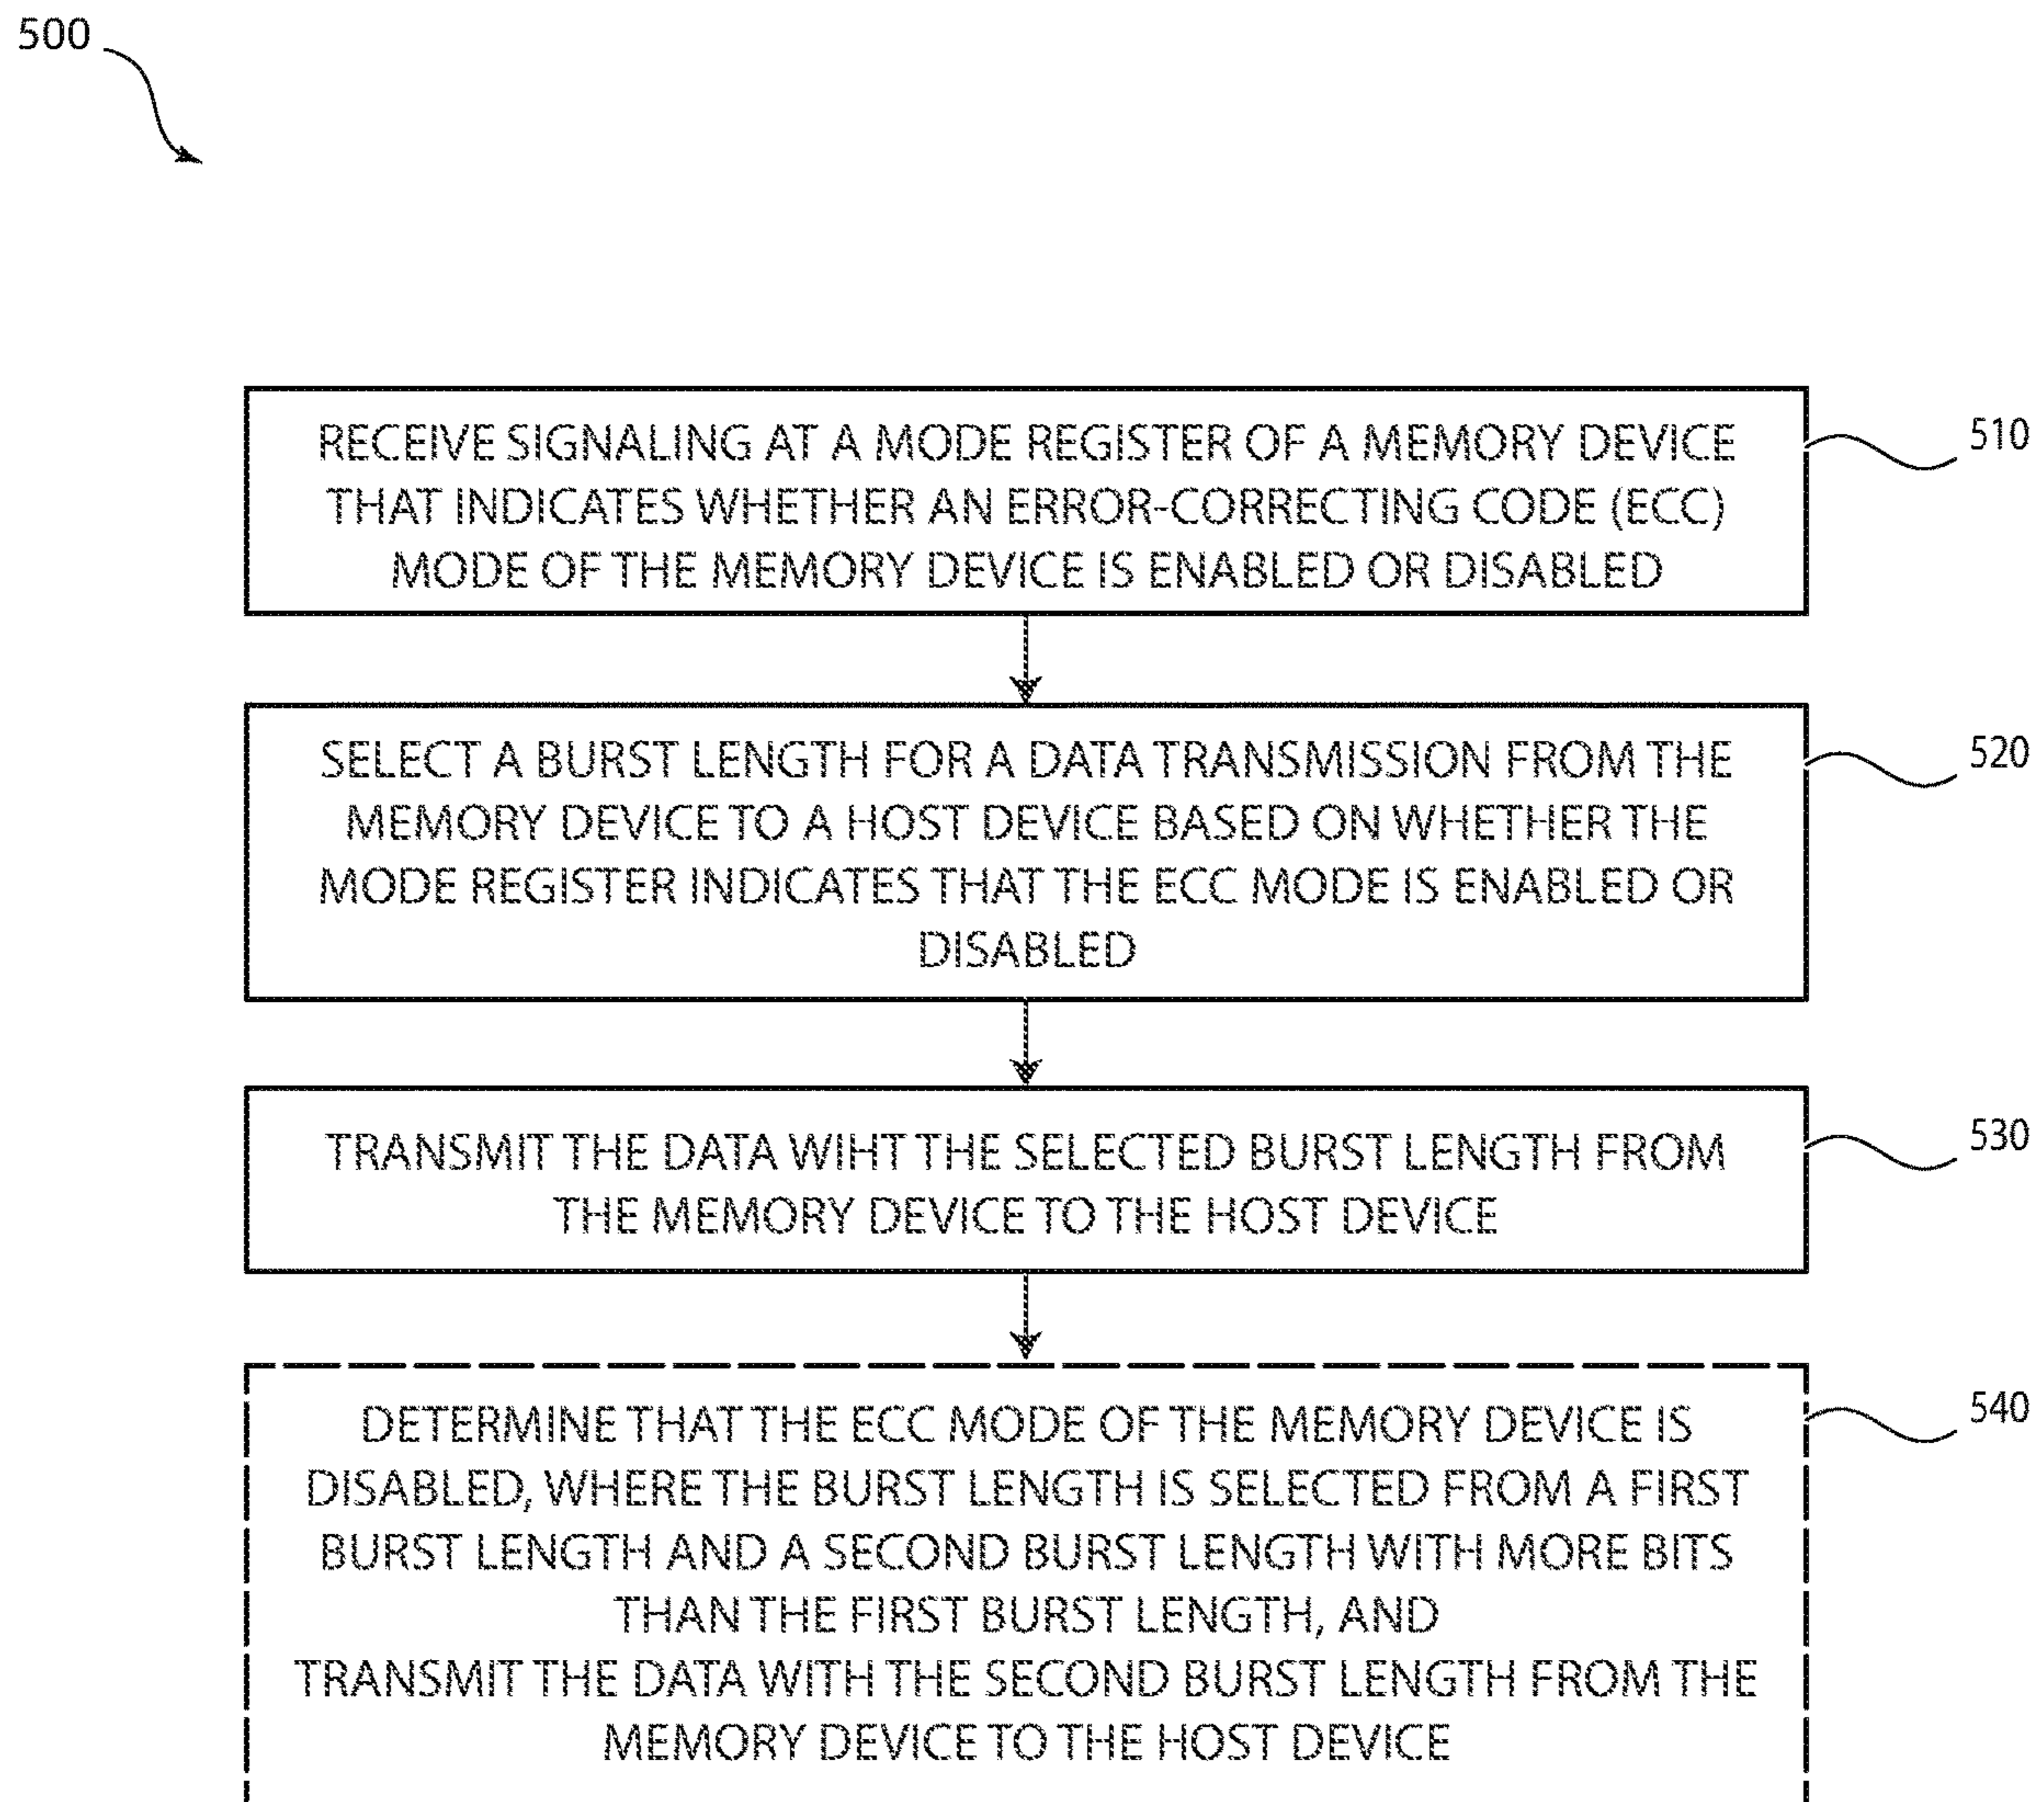 500
RECEIVE SIGNALING AT A MODE REGISTER OF A MEMORY DEVICE
THAT INDICATES WHETHER AN ERROR-CORRECTING CODE (ECC)
MODE OF THE MEMORY DEVICE IS ENABLED OR DISABLED
510
SELECT A BURST LENGTH FOR A DATA TRANSMISSION FROM THE
MEMORY DEVICE TO A HOST DEVICE BASED ON WHETHER THE
MODE REGISTER INDICATES THAT THE ECC MODE IS ENABLED OR
DISABLED
520
TRANSMIT THE DATA WIHT THE SELECTED BURST LENGTH FROM
THE MEMORY DEVICE TO THE HOST DEVICE
530
DETERMINE THAT THE ECC MODE OF THE MEMORY DEVICE IS
DISABLED, WHERE THE BURST LENGTH IS SELECTED FROM A FIRST
BURST LENGTH AND A SECOND BURST LENGTH WITH MORE BITS
THAN THE FIRST BURST LENGTH, AND
TRANSMIT THE DATA WITH THE SECOND BURST LENGTH FROM THE
MEMORY DEVICE TO THE HOST DEVICE
540